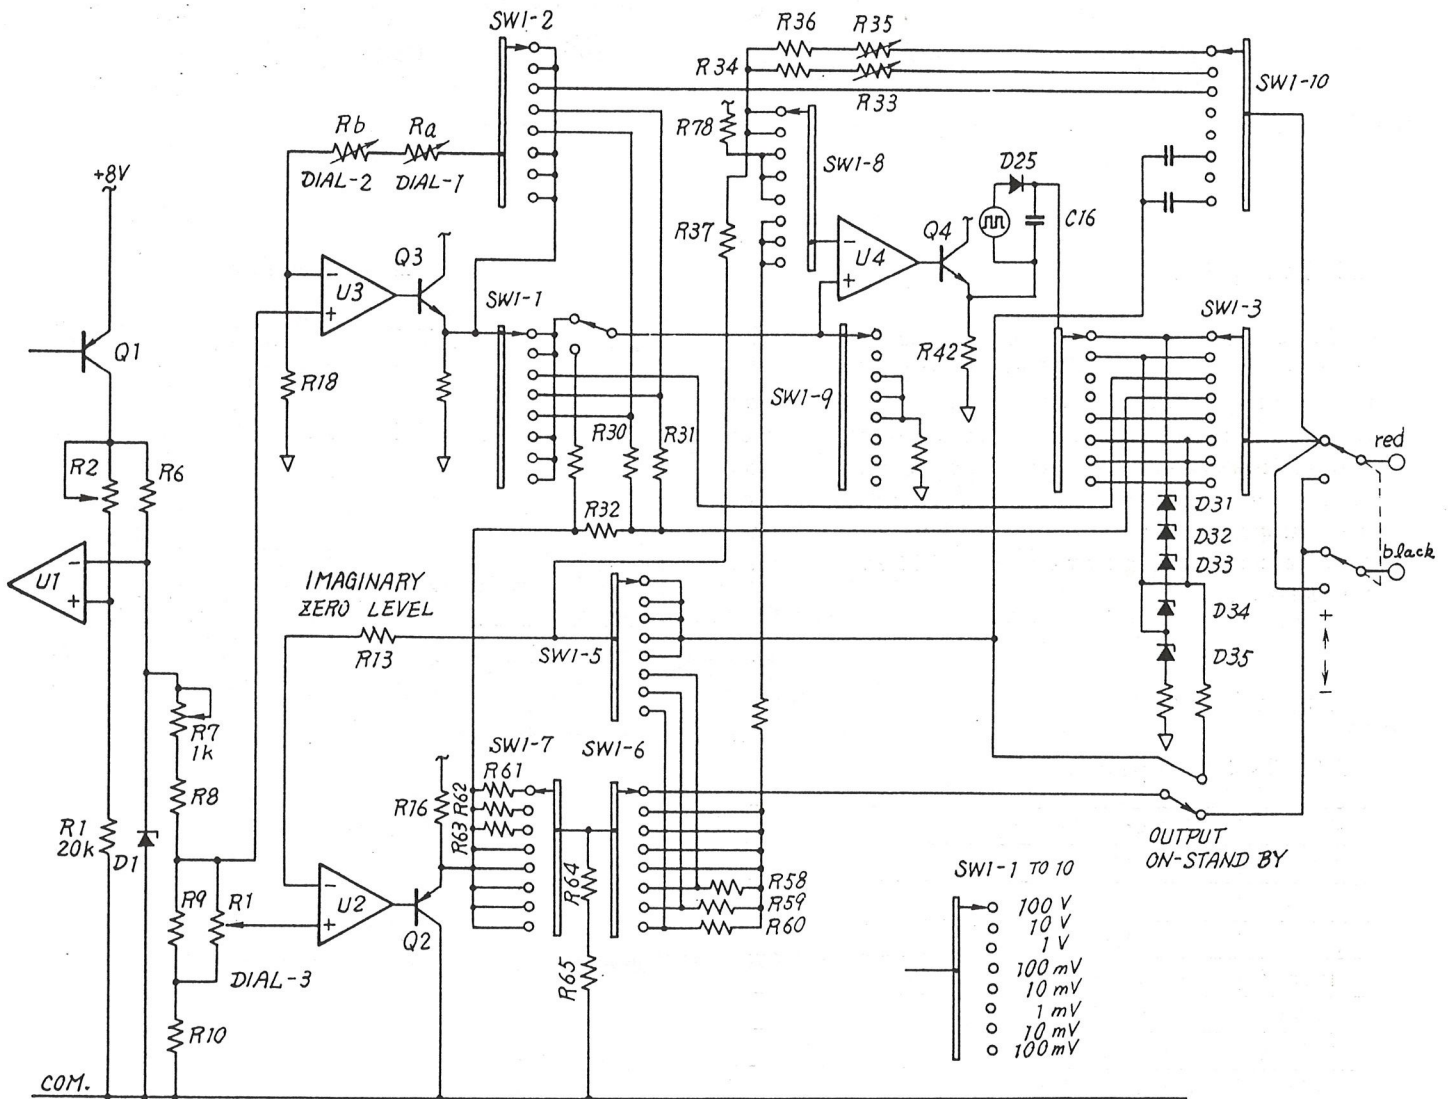 SW1-2
R36
R35
R34
R33
SW1-10
R78
SW1-8
Rb
Ra
DIAL-2
DIAL-1
+8V
D25
C16
Q4
U4
-
+
R37
Q3
U3
-
+
SW1-1
SW1-3
Q1
R18
R42
SW1-9
red
R2
R6
R30
R31
R32
D31
D32
D33
black
U1
-
+
IMAGINARY
ZERO LEVEL
D34
R13
SW1-5
D35
+
-
R7
1k
SW1-7
SW1-6
R61
R62
R63
R16
R8
R1
20k
D1
OUTPUT
ON-STAND BY
R64
R58
R59
R60
SW1-1 TO 10
100 V
10 V
1 V
100 mV
10 mV
1 mV
10 mV
100 mV
R9
R1
U2
-
+
Q2
DIAL-3
R65
R10
COM.